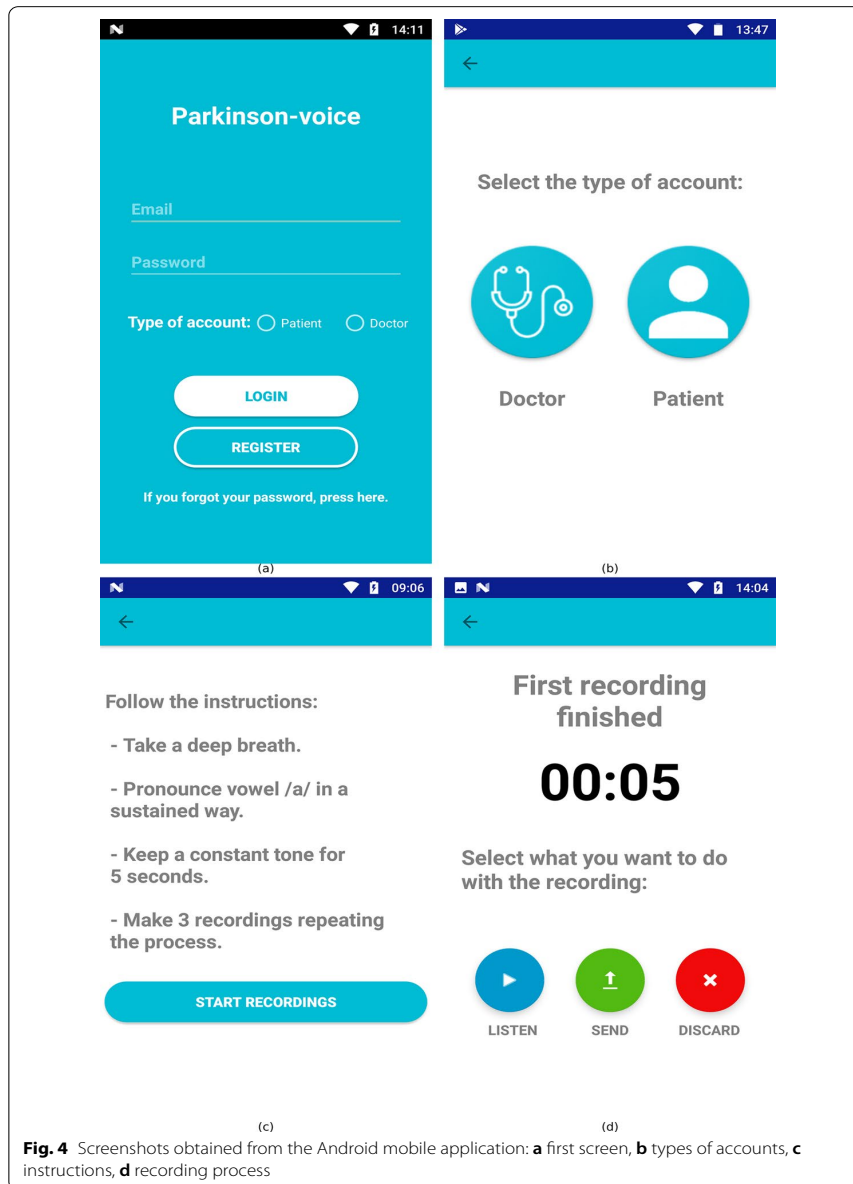 14:11
Parkinson-voice
Email
Password
Type of account: Patient Doctor
LOGIN
REGISTER
If you forgot your password, press here.
(a)
13:47
Select the type of account:
Doctor Patient
(b)
09:06
Follow the instructions:
- Take a deep breath.
- Pronounce vowel /a/ in a
sustained way.
- Keep a constant tone for
5 seconds.
- Make 3 recordings repeating
the process.
START RECORDINGS
(c)
14:04
First recording
finished
00:05
Select what you want to do
with the recording:
LISTEN SEND DISCARD
(d)
Fig. 4 Screenshots obtained from the Android mobile application: a first screen, b types of accounts, c
instructions, d recording process